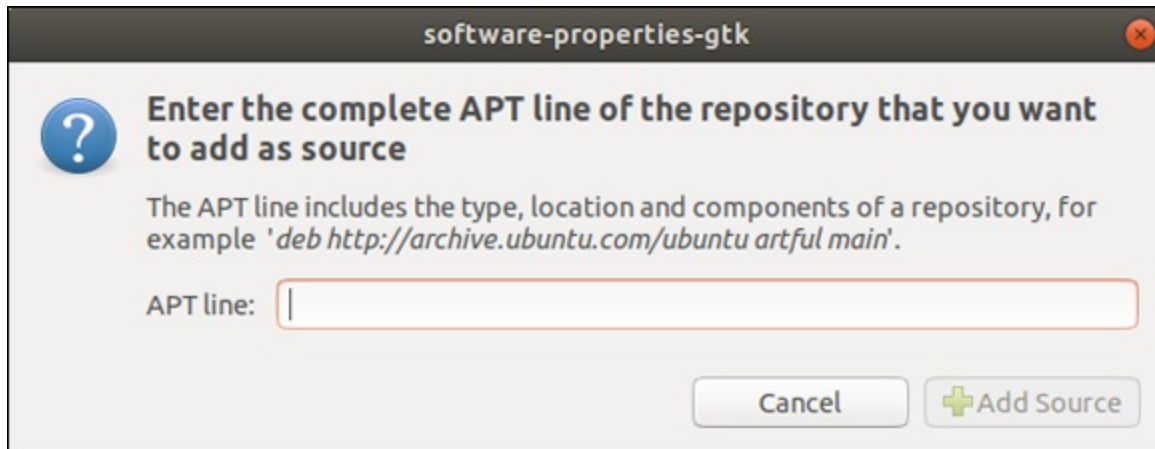 software-properties-gtk
Enter the complete APT line of the repository that you want
to add as source
The APT line includes the type, location and components of a repository, for
example 'deb http://archive.ubuntu.com/ubuntu artful main'.
APT line:
Cancel
Add Source